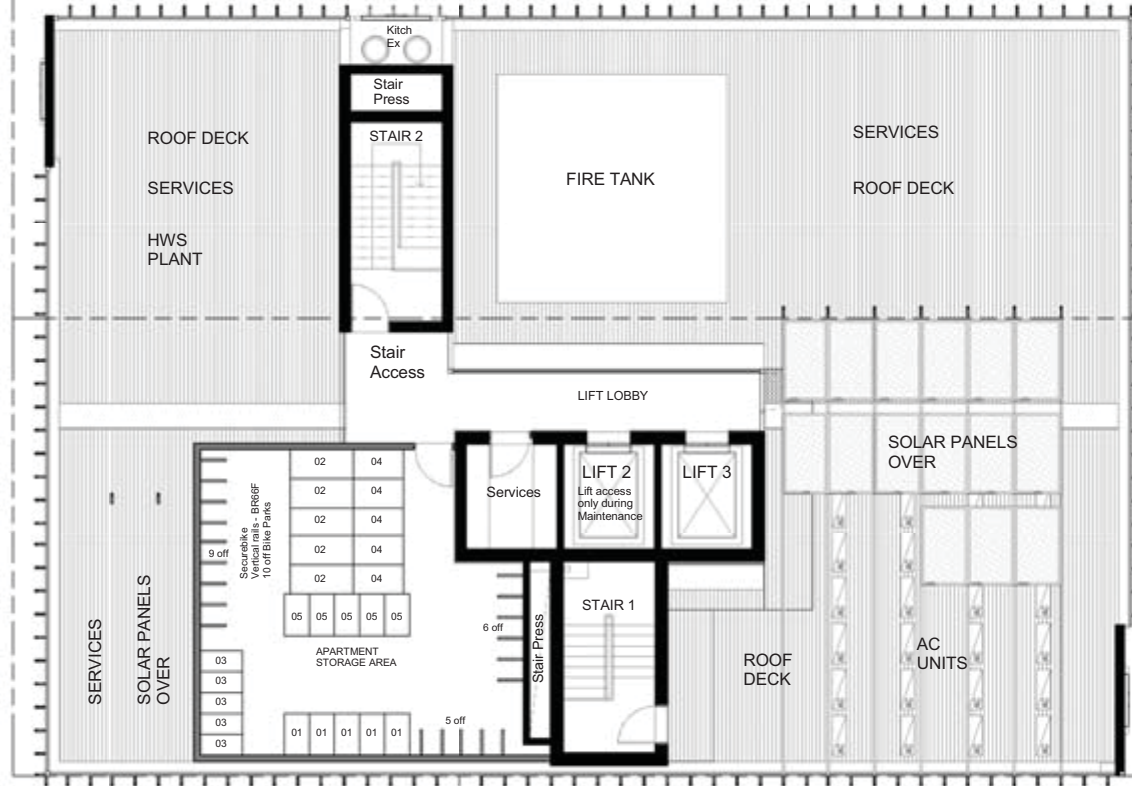 Kitch
Ex
Stair
Press
STAIR 2
ROOF DECK
SERVICES
HWS
PLANT
FIRE TANK
SERVICES
ROOF DECK
Stair
Access
LIFT LOBBY
SOLAR PANELS
OVER
02
04
02
04
02
04
02
04
02
04
05
05
05
05
05
Securebike
Vertical rails - BR66F
10 off Bike Parks
9 off
Services
LIFT 2
Lift access
only during
Maintenance
LIFT 3
6 off
Stair Press
STAIR 1
APARTMENT
STORAGE AREA
SERVICES
SOLAR PANELS
OVER
03
03
03
03
03
01
01
01
01
01
5 off
ROOF
DECK
AC
UNITS